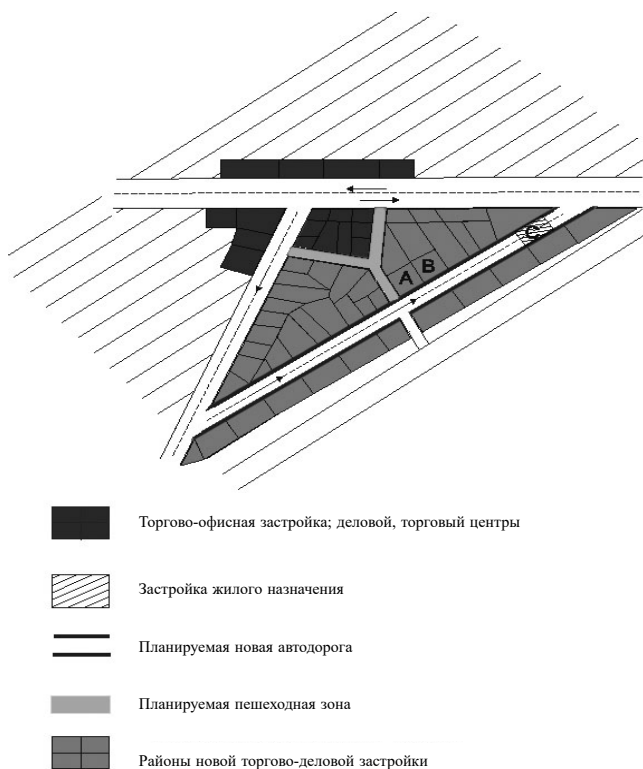 C
A B
Торгово-офисная застройка; деловой, торговый центры
Застройка жилого назначения
Планируемая новая автодорога
Планируемая пешеходная зона
Районы новой торгово-деловой застройки